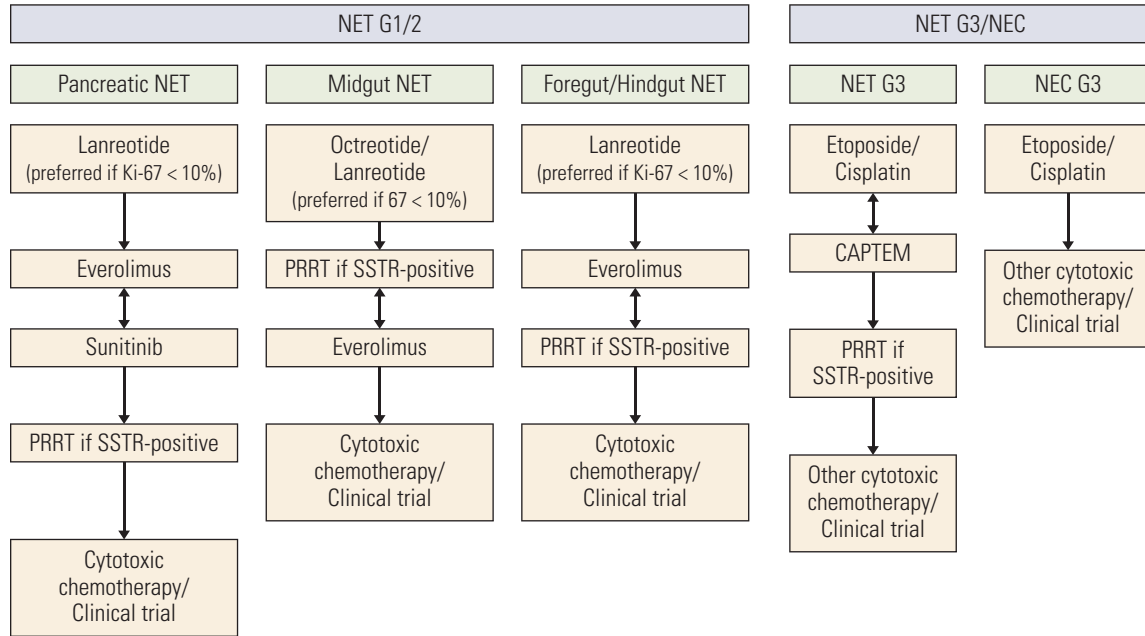 NET G1/2
NET G3/NEC
Pancreatic NET
Midgut NET
Foregut/Hindgut NET
NET G3
NEC G3
Lanreotide
(preferred if Ki-67 < 10%)
Everolimus
Sunitinib
PRRT if SSTR-positive
Cytotoxic
chemotherapy/
Clinical trial
Octreotide/
Lanreotide
(preferred if 67 < 10%)
PRRT if SSTR-positive
Everolimus
Cytotoxic
chemotherapy/
Clinical trial
Lanreotide
(preferred if Ki-67 < 10%)
Everolimus
PRRT if SSTR-positive
Cytotoxic
chemotherapy/
Clinical trial
Etoposide/
Cisplatin
CAPTEM
PRRT if
SSTR-positive
Other cytotoxic
chemotherapy/
Clinical trial
Etoposide/
Cisplatin
Other cytotoxic
chemotherapy/
Clinical trial